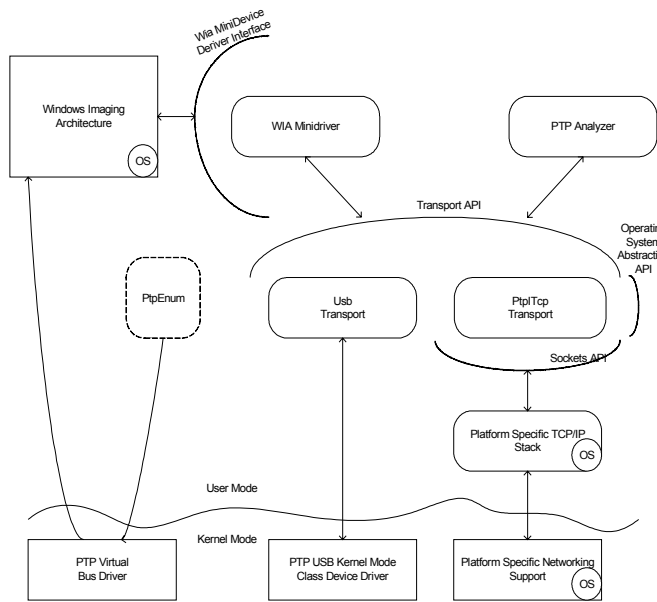 Wia MiniDevice
Deriver Interface
Windows Imaging
Architecture
OS
WIA Minidriver
PTP Analyzer
Transport API
Operatin
System
Abstractic
API
PtpEnum
Usb
Transport
PtpITcp
Transport
Sockets API
Platform Specific TCP/IP
Stack
OS
User Mode
Kernel Mode
PTP Virtual
Bus Driver
PTP USB Kernel Mode
Class Device Driver
Platform Specific Networking
Support
OS